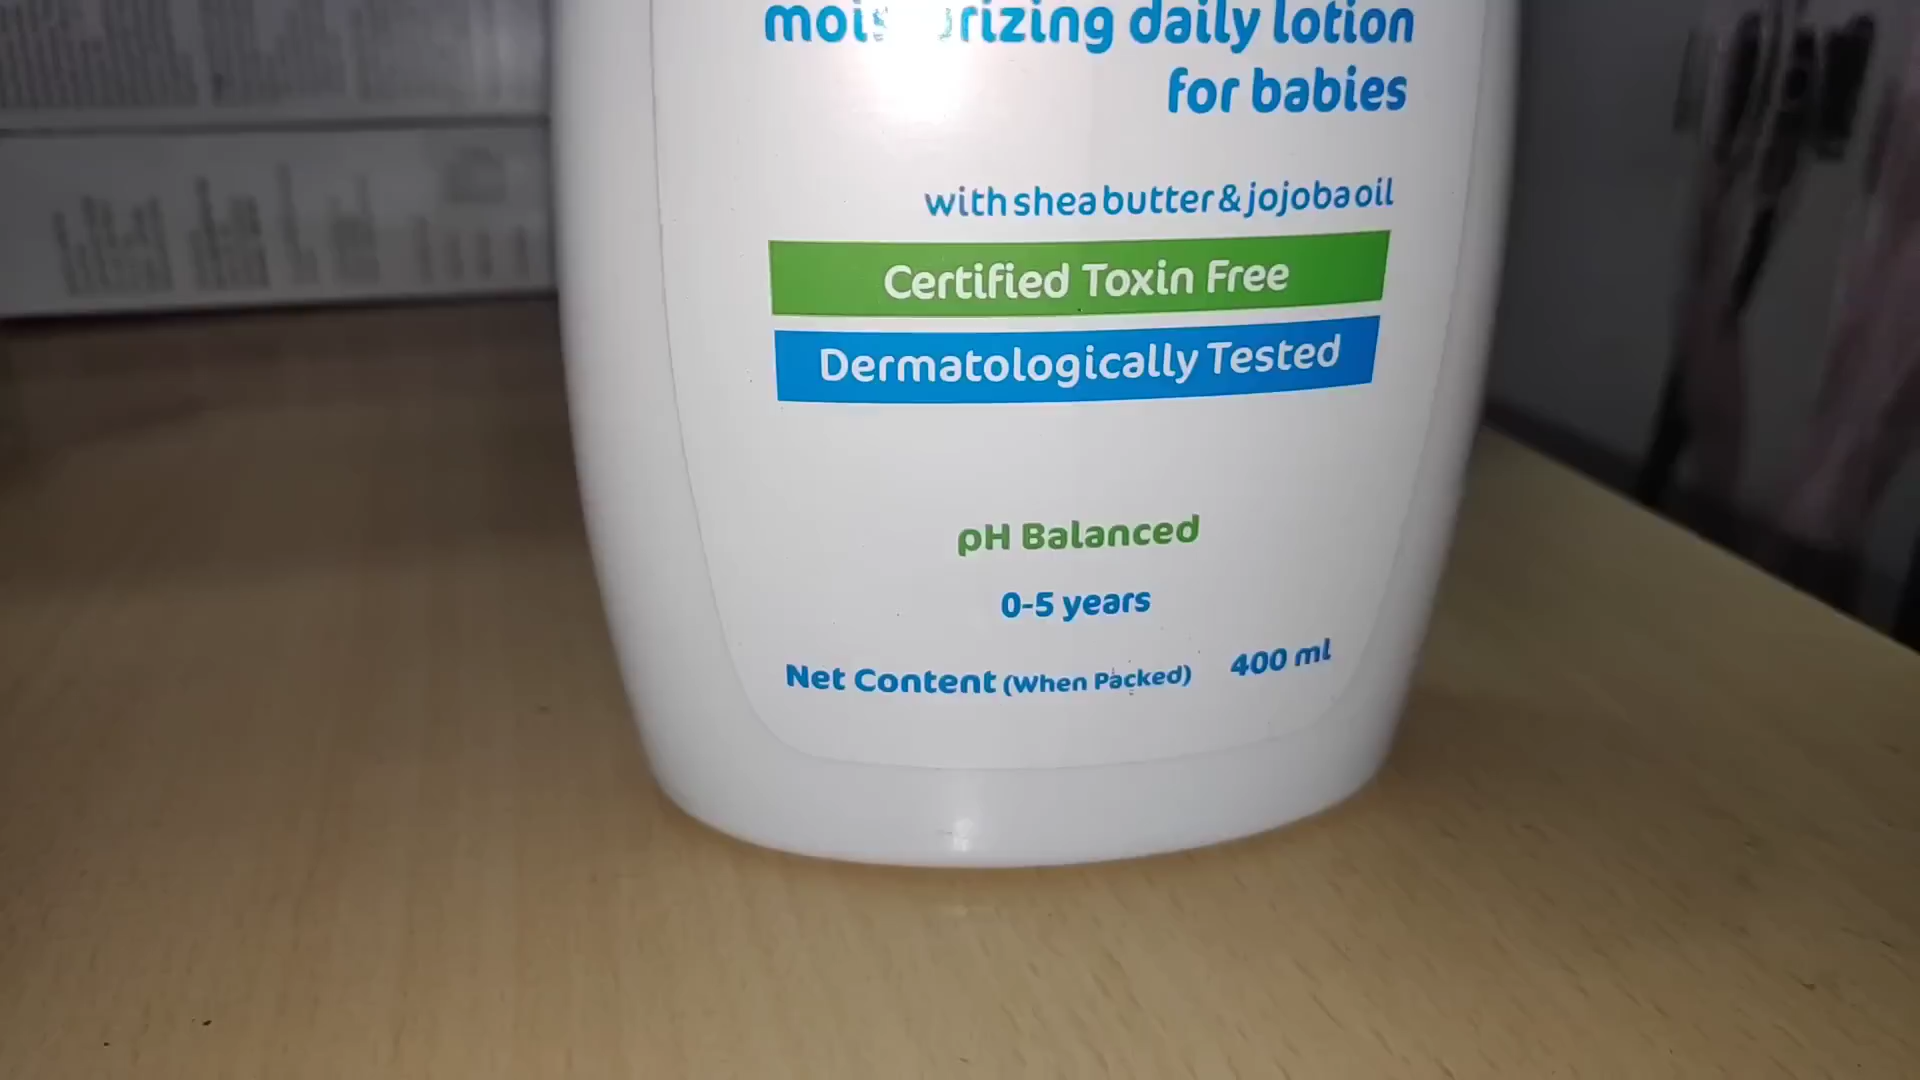 daily lotion
for babies
with shea butter & jojoba oil
Certified Toxin Free
Dermatologically Tested
pH Balanced
0-5 years
Net Content (When Packed) 400 ml